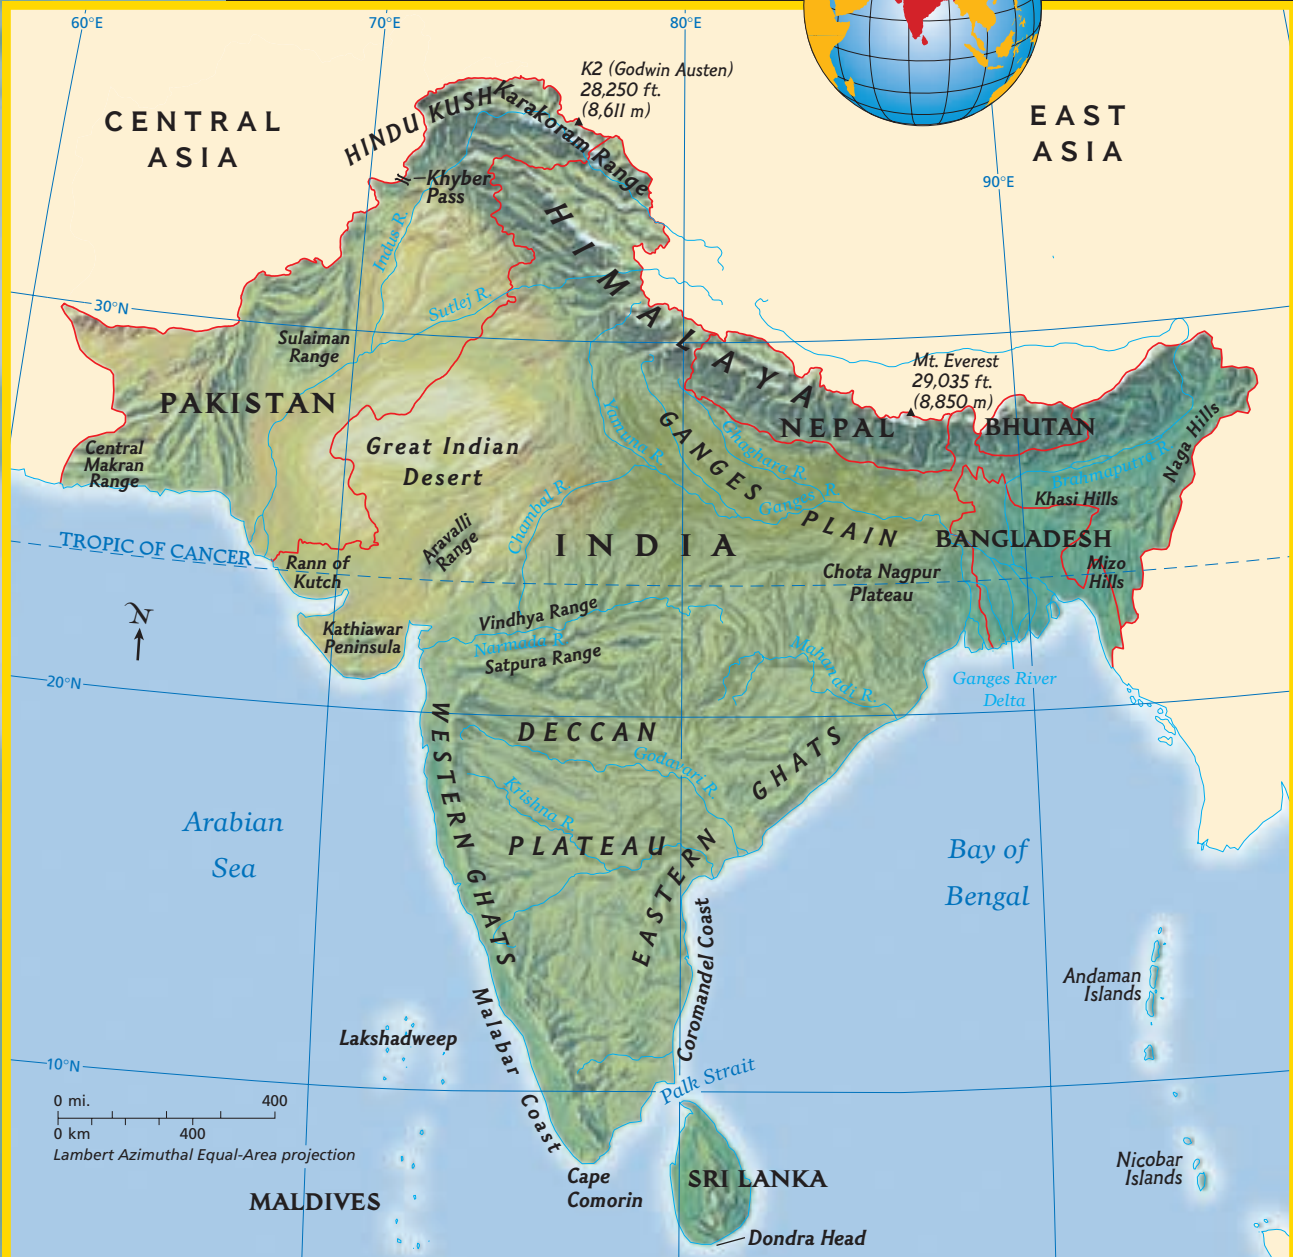 60°E
70°E
80°E
K2 (Godwin Austen)
28,250 ft.
(8,611 m)
CENTRAL
ASIA
EAST
ASIA
HINDU KUSH
Karakoram Range
90°E
Khyber
Pass
Indus R.
HIMALAYA
30°N
Sutlej R.
Sulaiman
Range
Mt. Everest
29,035 ft.
(8,850 m)
PAKISTAN
NEPAL
BHUTAN
Naga Hills
Central
Makran
Range
Great Indian
Desert
Yamuna R.
GANGES PLAIN
Ghaghara R.
Ganges R.
Brahmapurra R.
Khasi Hills
Chambal R.
Aravalli
Range
INDIA
BANGLADESH
TROPIC OF CANCER
Rann of
Kutch
Chota Nagpur
Plateau
Mizo
Hills
N
Vindhya Range
Kathiawar
Peninsula
Narmada R.
Satpura Range
Mahanadi R.
20°N
Ganges River
Delta
WESTERN GHATS
DECCAN
PLATEAU
Godavari R.
Krishna R.
EASTERN GHATS
Arabian
Sea
Bay of
Bengal
Coromandel Coast
Andaman
Islands
Malabar Coast
Lakshadweep
10°N
Palk Strait
0 mi.
400
0 km
400
Lambert Azimuthal Equal-Area projection
Nicobar
Islands
MALDIVES
Cape
Comorin
SRI LANKA
Dondra Head